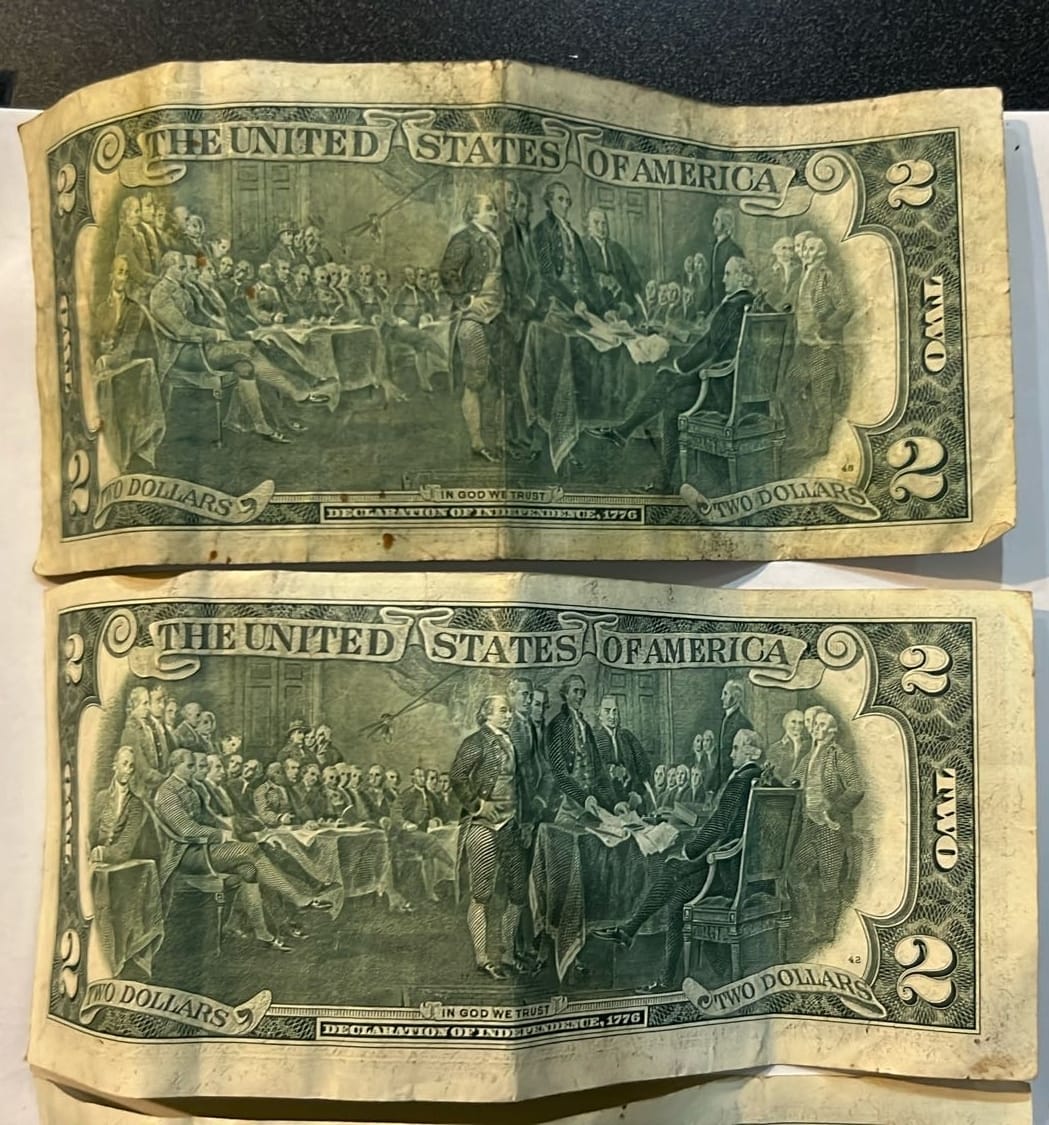 THE UNITED STATES OF AMERICA
2
2
TWO
2
2
48
TWO DOLLARS
IN GOD WE TRUST
TWO DOLLARS
DECLARATION OF INDEPENDENCE, 1776
THE UNITED STATES OF AMERICA
2
2
TWO
2
2
42
TWO DOLLARS
IN GOD WE TRUST
TWO DOLLARS
DECLARATION OF INDEPENDENCE, 1776